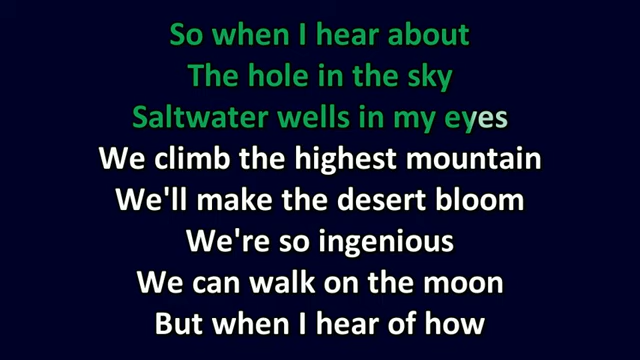 So when I hear about
The hole in the sky
Saltwater wells in my eyes
We climb the highest mountain
We'll make the desert bloom
We're so ingenious
We can walk on the moon
But when I hear of how